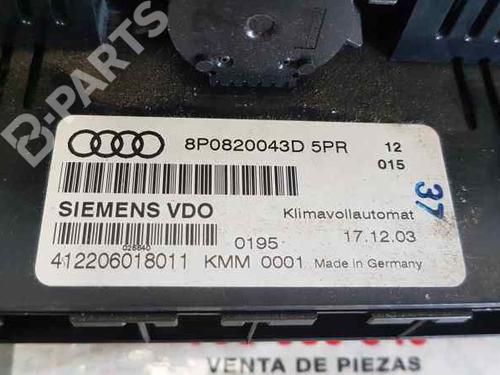 B-PARTS
8P0820043D 5PR 12
015
37
SIEMENS VDO Klimavollautomat
026840 0195 17.12.03
412206018011 KMM 0001 Made in Germany
VENTA DE PIEZAS